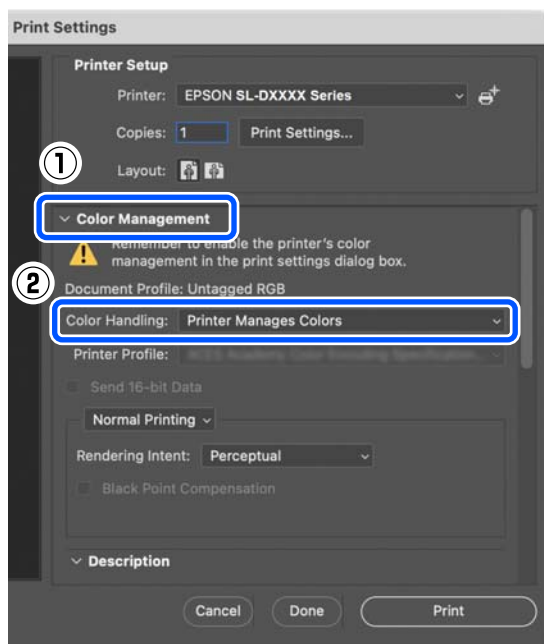 Print Settings
Printer Setup
Printer: EPSON SL-DXXXX Series
Copies: 1 Print Settings...
①
Layout:
Color Management
Remember to enable the printer's color
management in the print settings dialog box.
②
Document Profile: Untagged RGB
Color Handling: Printer Manages Colors
Printer Profile:
Send 16-bit Data
Normal Printing
Rendering Intent: Perceptual
Black Point Compensation
Description
Cancel Done Print